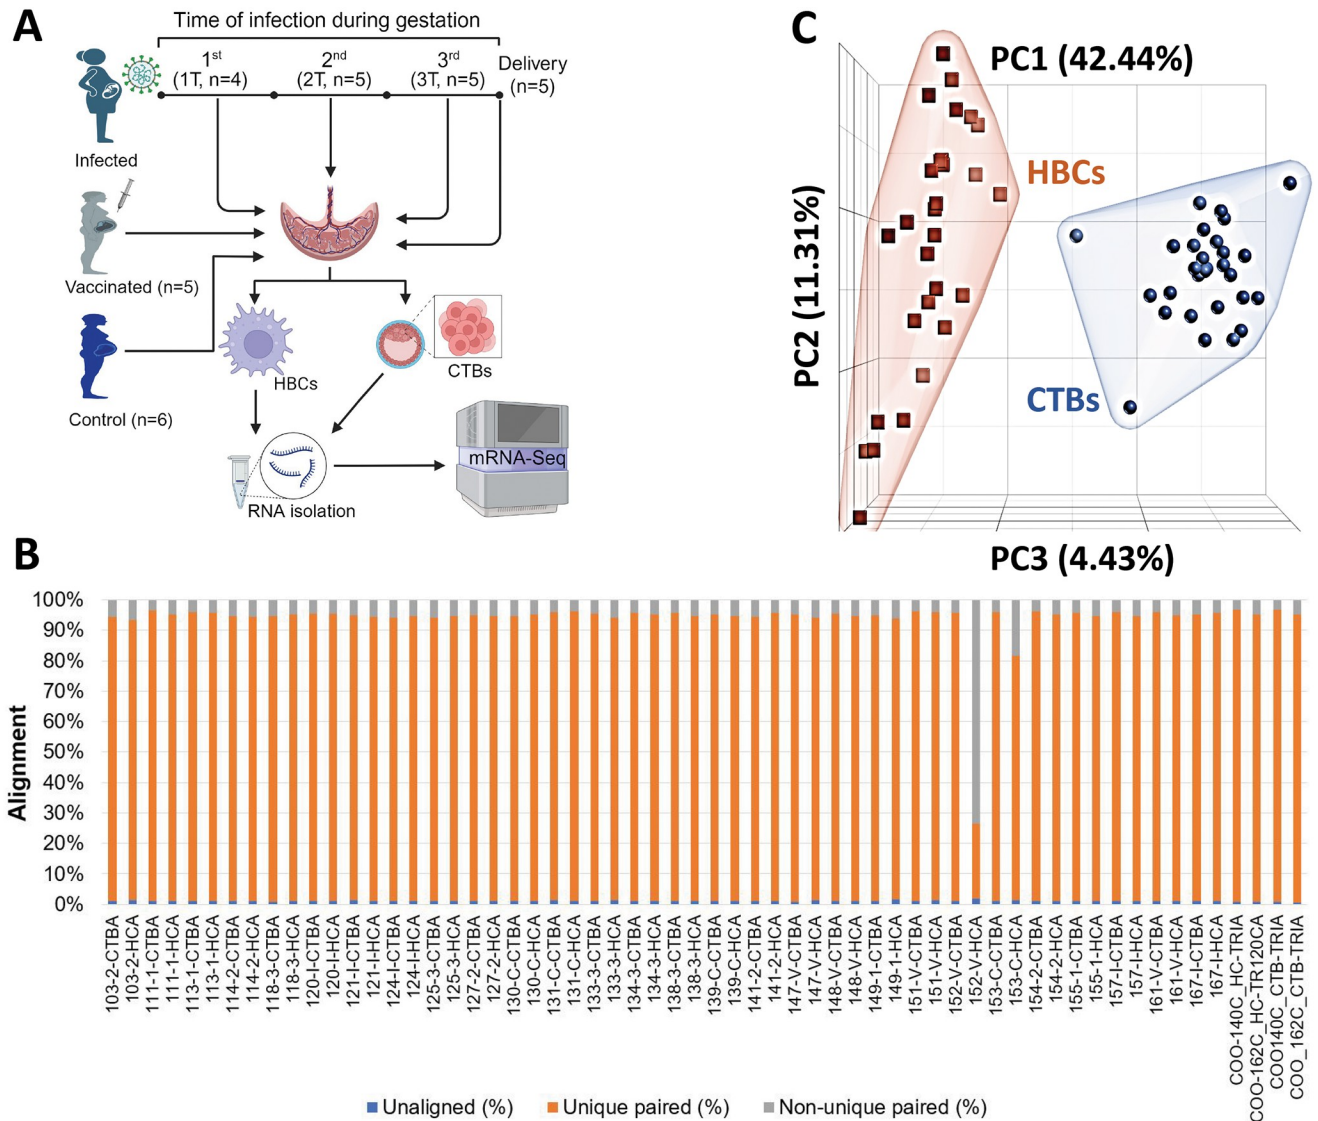 A
Time of infection during gestation
1st
(1T, n=4)
2nd
(2T, n=5)
3rd
(3T, n=5)
Delivery
(n=5)
Infected
Vaccinated (n=5)
Control (n=6)
HBCs
CTBs
RNA isolation
mRNA-Seq
C
PC1 (42.44%)
PC2 (11.31%)
HBCs
CTBs
PC3 (4.43%)
B
Alignment
100%
90%
80%
70%
60%
50%
40%
30%
20%
10%
0%
103-2-CTBA
103-2-HCA
111-1-CTBA
111-1-HCA
113-1-CTBA
113-1-HCA
114-2-CTBA
114-2-HCA
118-3-CTBA
118-3-HCA
120-I-CTBA
120-I-HCA
121-I-CTBA
121-I-HCA
124-I-CTBA
124-I-HCA
125-3-CTBA
125-3-HCA
127-2-CTBA
127-2-HCA
130-C-CTBA
130-C-HCA
131-C-CTBA
131-C-HCA
133-3-CTBA
133-3-HCA
134-3-CTBA
134-3-HCA
138-3-CTBA
138-3-HCA
139-C-CTBA
139-C-HCA
141-2-CTBA
141-2-HCA
147-V-CTBA
147-V-HCA
148-V-CTBA
148-V-HCA
149-1-CTBA
149-1-HCA
151-V-CTBA
151-V-HCA
152-V-CTBA
152-V-HCA
153-C-CTBA
153-C-HCA
154-2-CTBA
154-2-HCA
155-1-CTBA
155-1-HCA
157-I-CTBA
157-I-HCA
161-V-CTBA
161-V-HCA
167-I-CTBA
167-I-HCA
COO-140C_HC-TRIA
COO-162C_HC-TR120CA
COO140C_CTB-TRIA
COO_162C_CTB-TRIA
Unaligned (%)
Unique paired (%)
Non-unique paired (%)